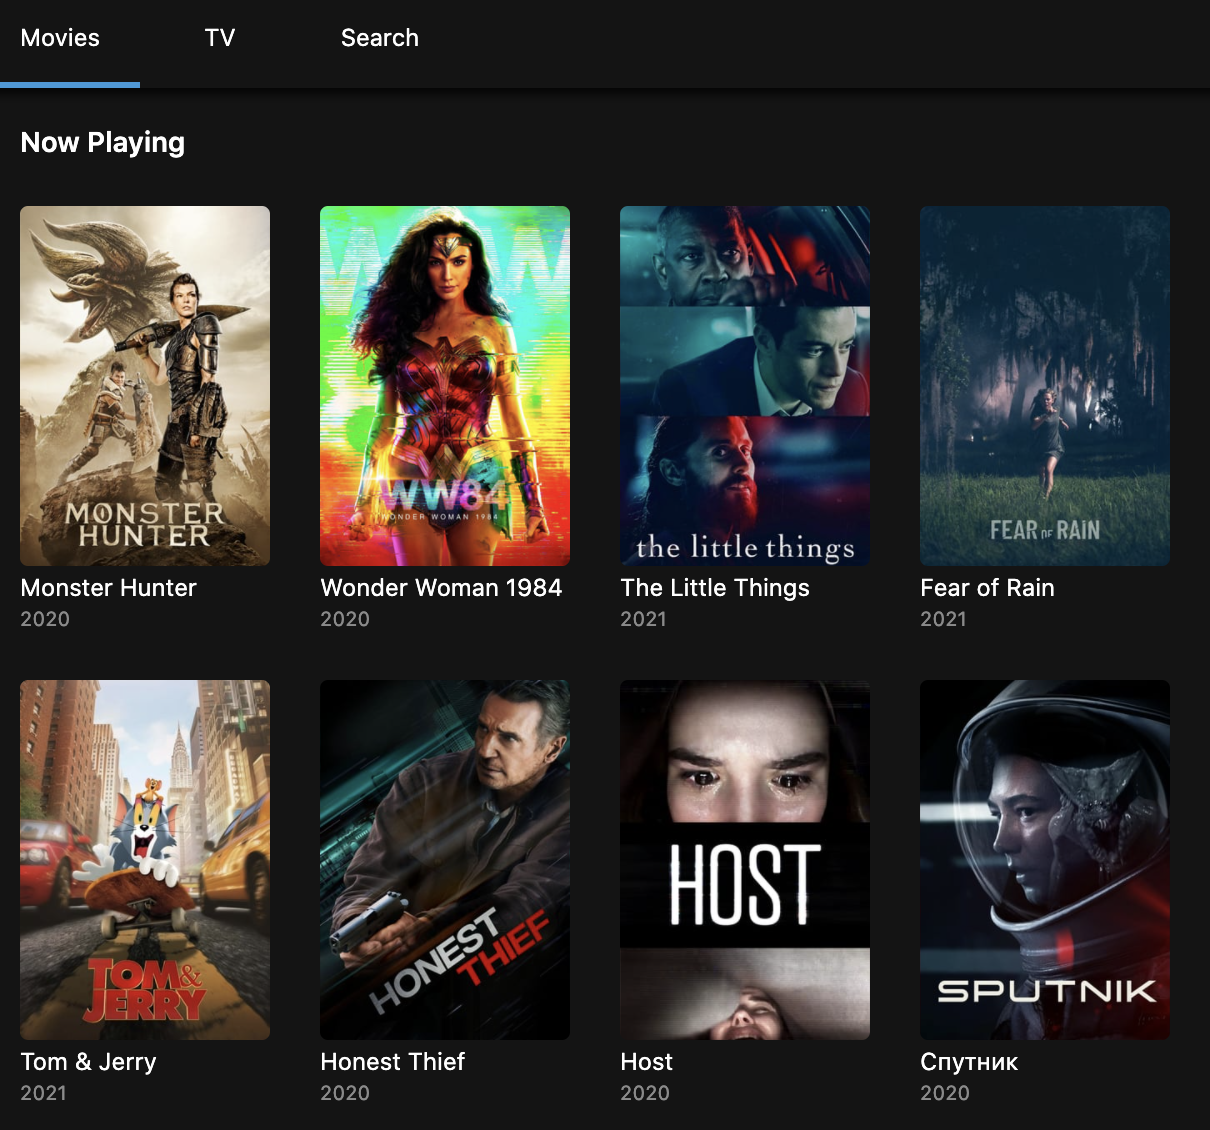 Movies TV Search
Now Playing
MONSTER
HUNTER
WW84
WONDER WOMAN 1984
the little things
FEAR OF RAIN
Monster Hunter Wonder Woman 1984 The Little Things Fear of Rain
2020 2020 2021 2021
TOM &
JERRY
HONEST
THIEF
HOST
SPUTNIK
Tom & Jerry Honest Thief Host Спутник
2021 2020 2020 2020